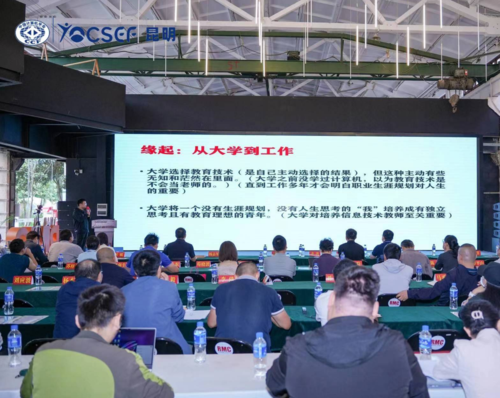 YOCSEF 昆明
缘起：从大学到工作
• 大学选择教育技术（是自己主动选择的结果），但这种主动有些
无知和茫然在里面。（大学之前没学过计算机，以为教育技术是
不会当老师的。）（直到工作多年才会明白职业生涯规划对人生
的重要）
• 大学将一个没有生涯规划、没有人生思考的“我”培养成有独立
思考且有教育理想的青年。（大学对培养信息技术教师至关重要）
RMC
RMC